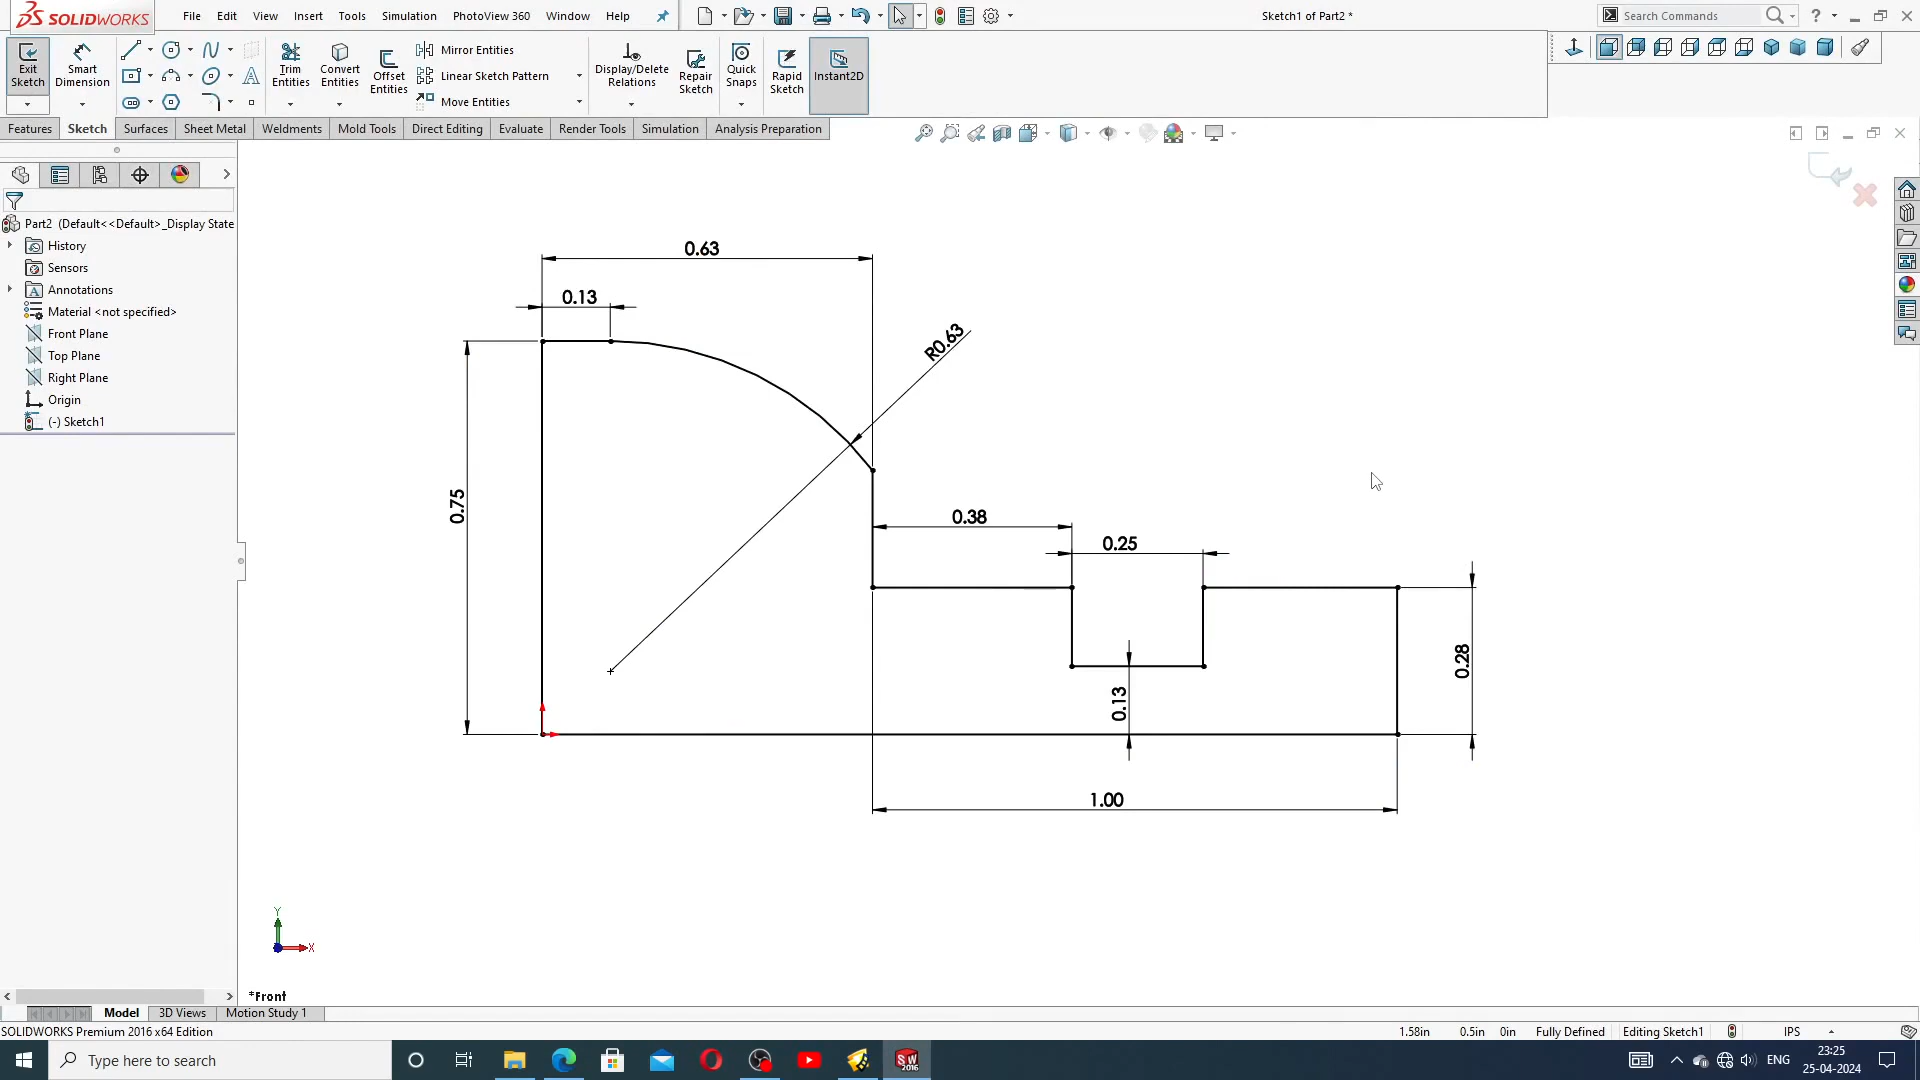 SOLIDWORKS
File Edit View Insert Tools Simulation PhotoView 360 Window Help
Sketch1 of Part2 *
Search Commands
Exit Sketch
Smart Dimension
Trim Entities
Convert Entities
Offset Entities
Mirror Entities
Linear Sketch Pattern
Move Entities
Display/Delete Relations
Repair Sketch
Quick Snaps
Rapid Sketch
Instant2D
Features Sketch Surfaces Sheet Metal Weldments Mold Tools Direct Editing Evaluate Render Tools Simulation Analysis Preparation
Part2 (Default<<Default>_Display State
History
Sensors
Annotations
Material <not specified>
Front Plane
Top Plane
Right Plane
Origin
(-) Sketch1
0.63
0.13
R0.63
0.75
0.38
0.25
0.28
0.13
1.00
Y
X
*Front
Model 3D Views Motion Study 1
SOLIDWORKS Premium 2016 x64 Edition
1.58in 0.5in 0in Fully Defined Editing Sketch1 IPS
Type here to search
SW 2016
ENG
23:25
25-04-2024